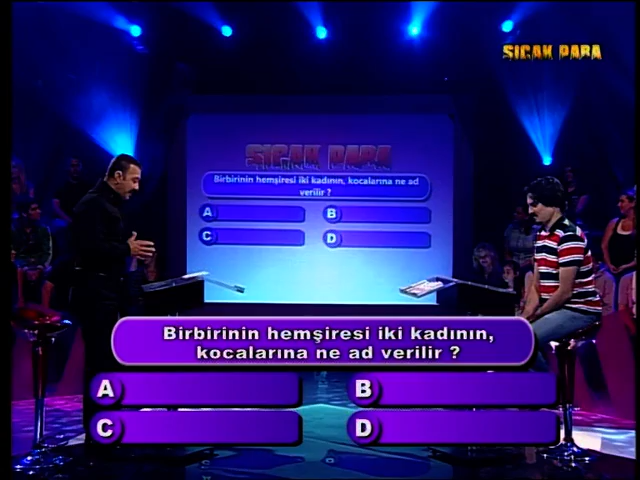 SICAK PARA
SICAK PARA
Birbirinin hemşiresi iki kadının, kocalarına ne ad
verilir ?
A
B
C
D
Birbirinin hemşiresi iki kadının,
kocalarına ne ad verilir ?
A
B
C
D